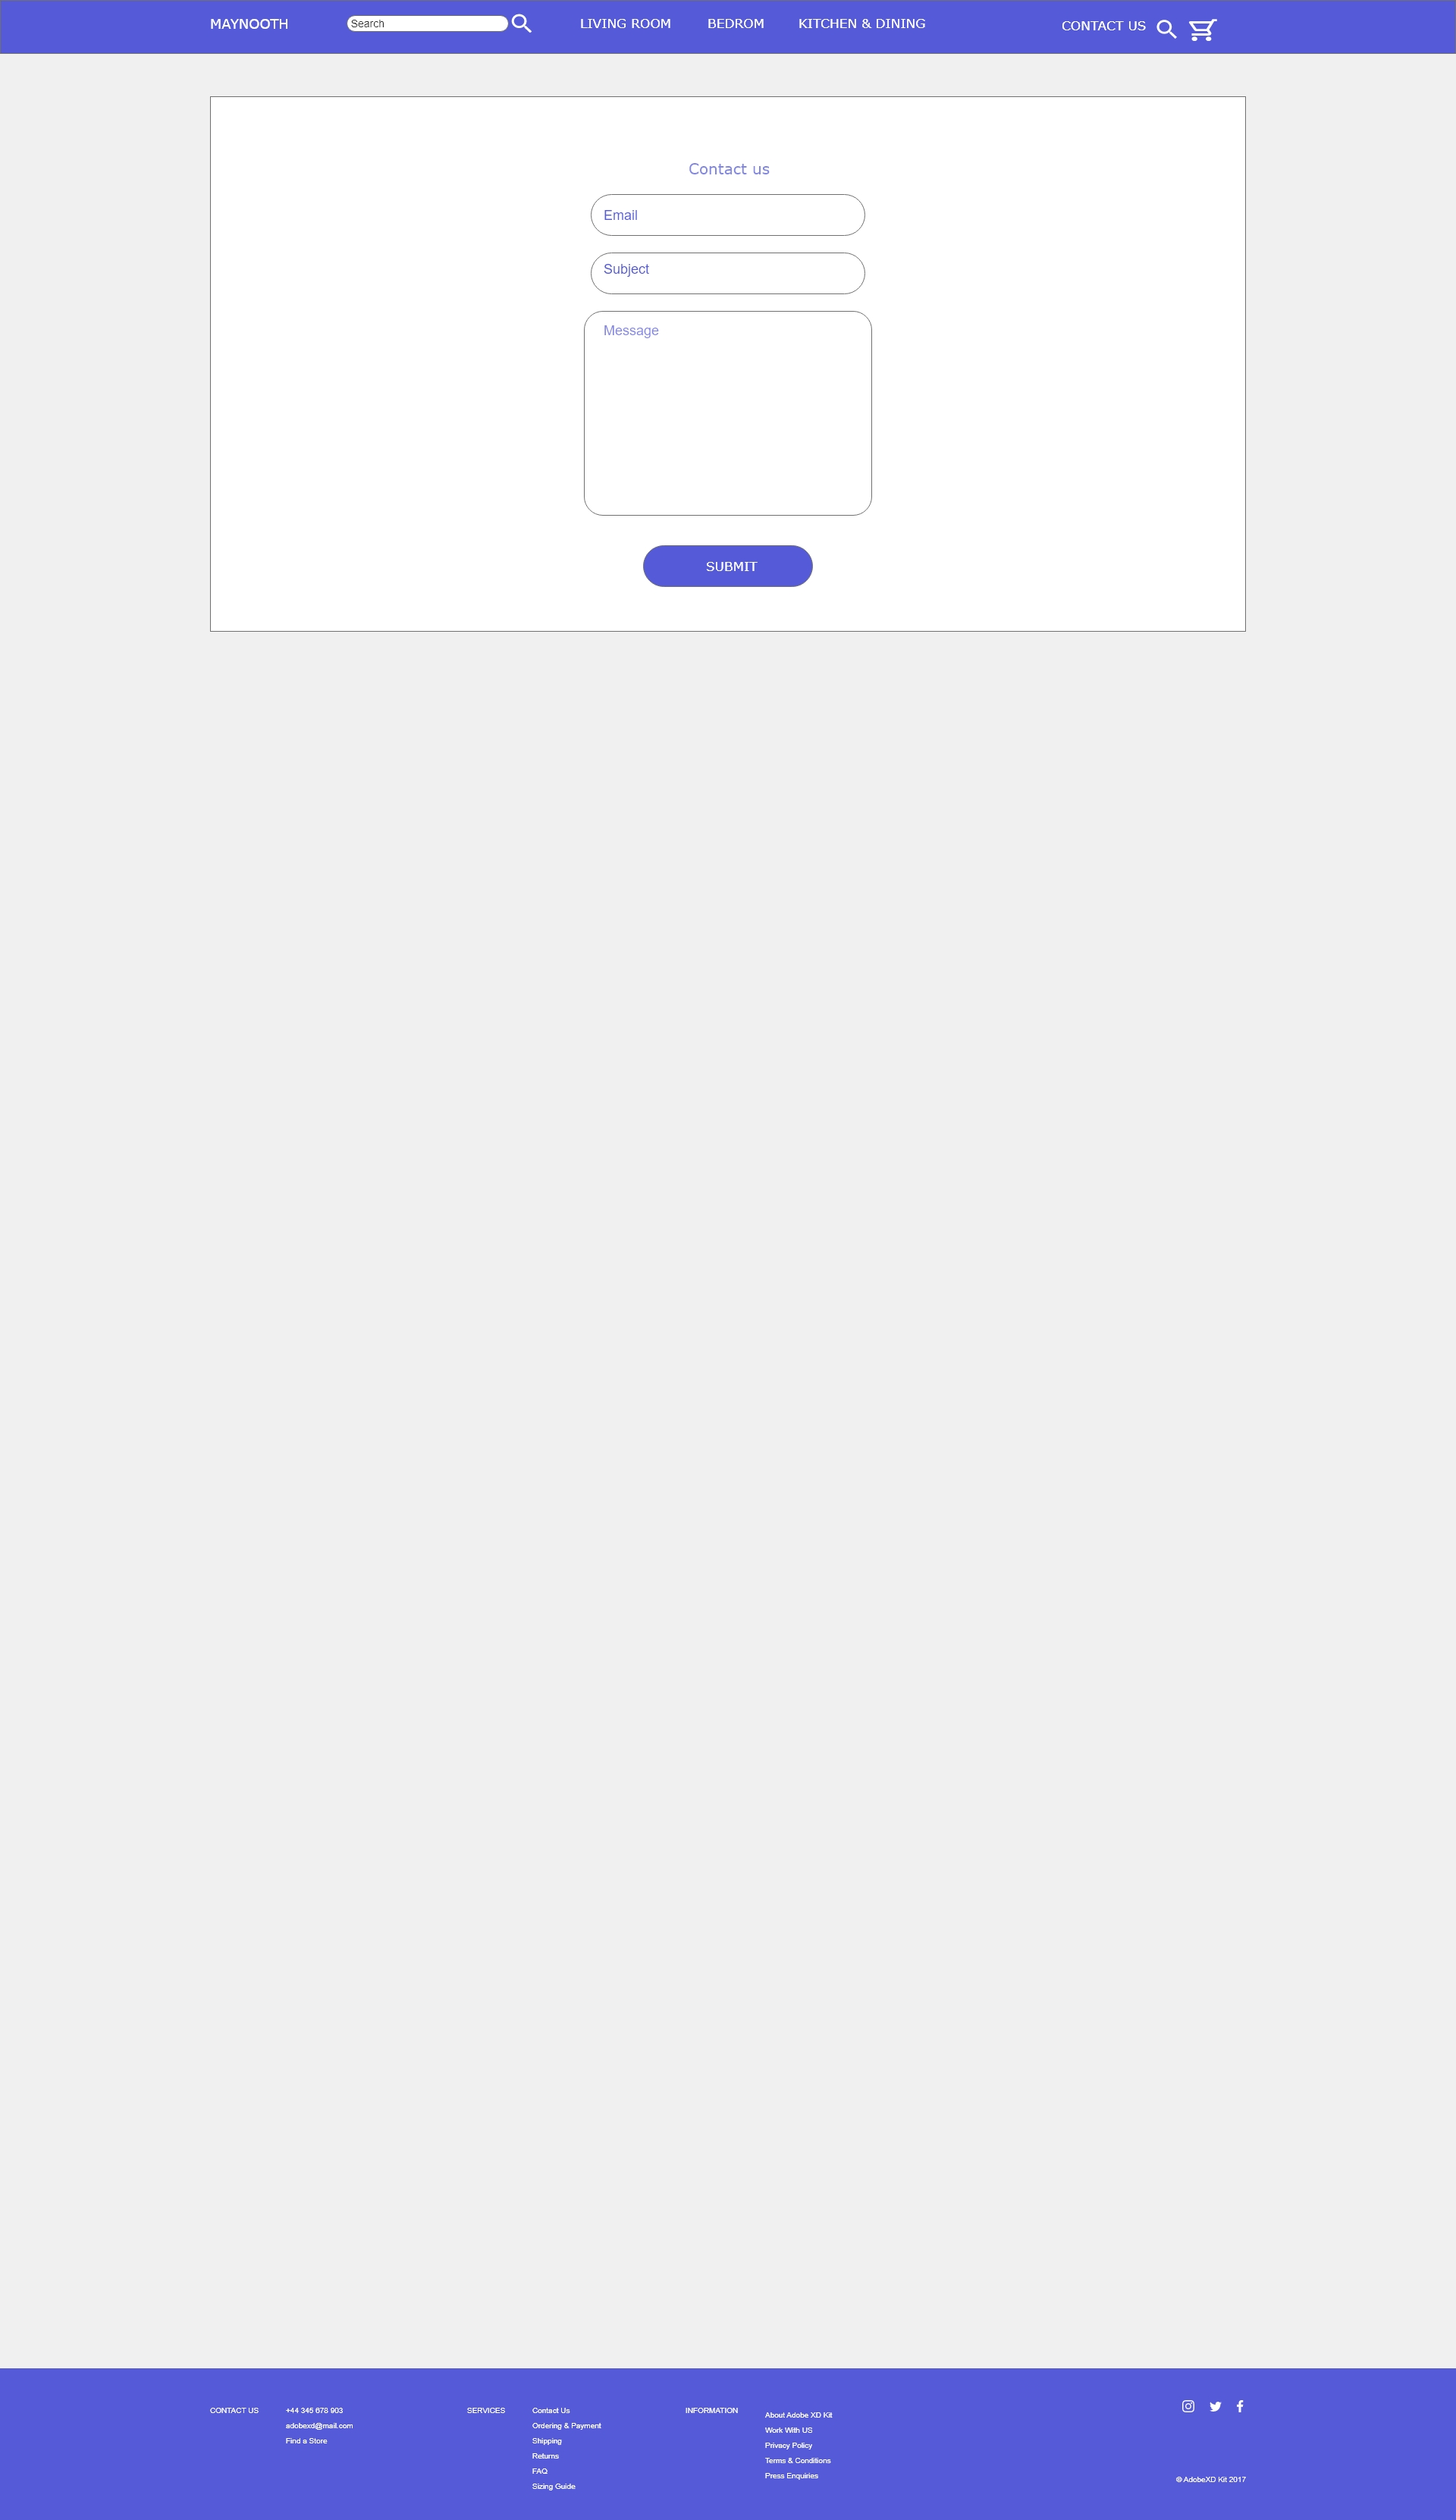 MAYNOOTH
Search
LIVING ROOM
BEDROM
KITCHEN & DINING
CONTACT US
Contact us
Email
Subject
Message
SUBMIT
CONTACT US
+44 345 678 903
adobexd@mail.com
Find a Store
SERVICES
Contact Us
Ordering & Payment
Shipping
Returns
FAQ
Sizing Guide
INFORMATION
About Adobe XD Kit
Work With US
Privacy Policy
Terms & Conditions
Press Enquiries
© AdobeXD Kit 2017